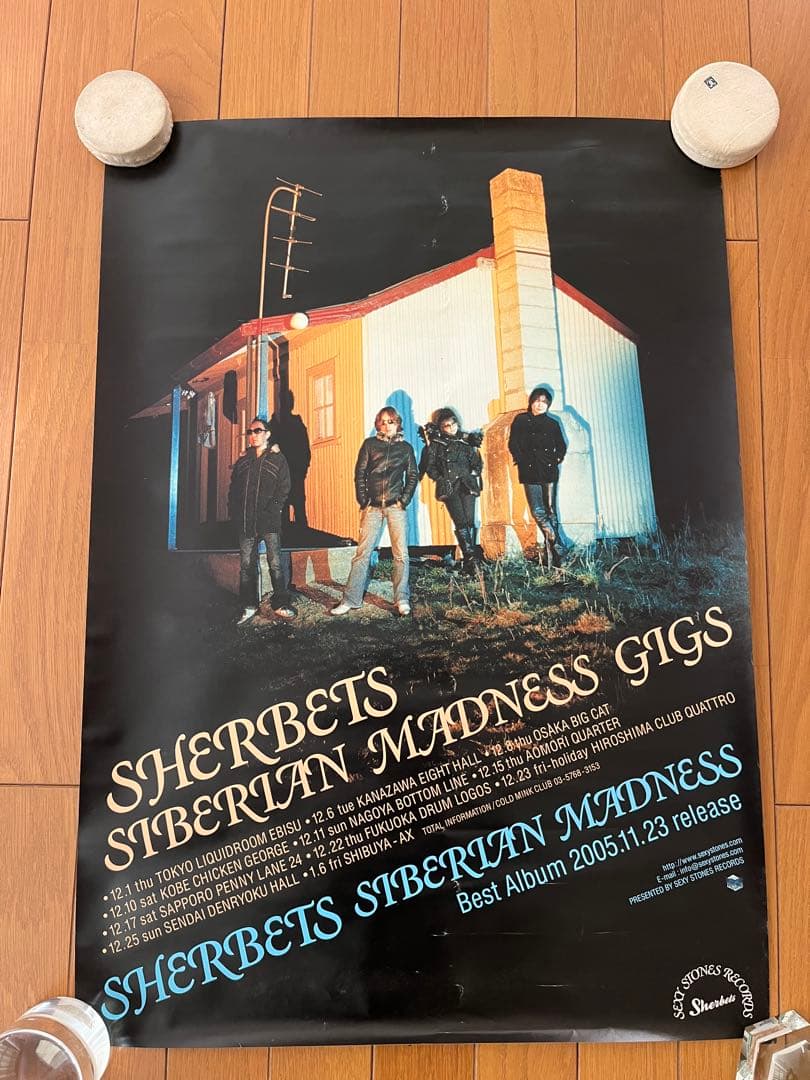 SHERBETS
SIBERIAN MADNESS GIGS
• 12.1 thu TOKYO LIQUIDROOM EBISU • 12.6 tue KANAZAWA EIGHT HALL • 12.8 thu OSAKA BIG CAT
• 12.10 sat KOBE CHICKEN GEORGE • 12.11 sun NAGOYA BOTTOM LINE • 12.15 thu AOMORI QUARTER
• 12.17 sat SAPPORO PENNY LANE 24 • 12.22 thu FUKUOKA DRUM LOGOS • 12.23 fri-holiday HIROSHIMA CLUB QUATTRO
• 12.25 sun SENDAI DENRYOKU HALL • 1.6 fri SHIBUYA - AX TOTAL INFORMATION / COLD MINK CLUB 03-5768-3153
SHERBETS SIBERIAN MADNESS
Best Album 2005.11.23 release
http://www.sexystones.com
E-mail : info@sexystones.com
PRESENTED BY SEXY STONES RECORDS
SEXY STONES RECORDS
Sherbets